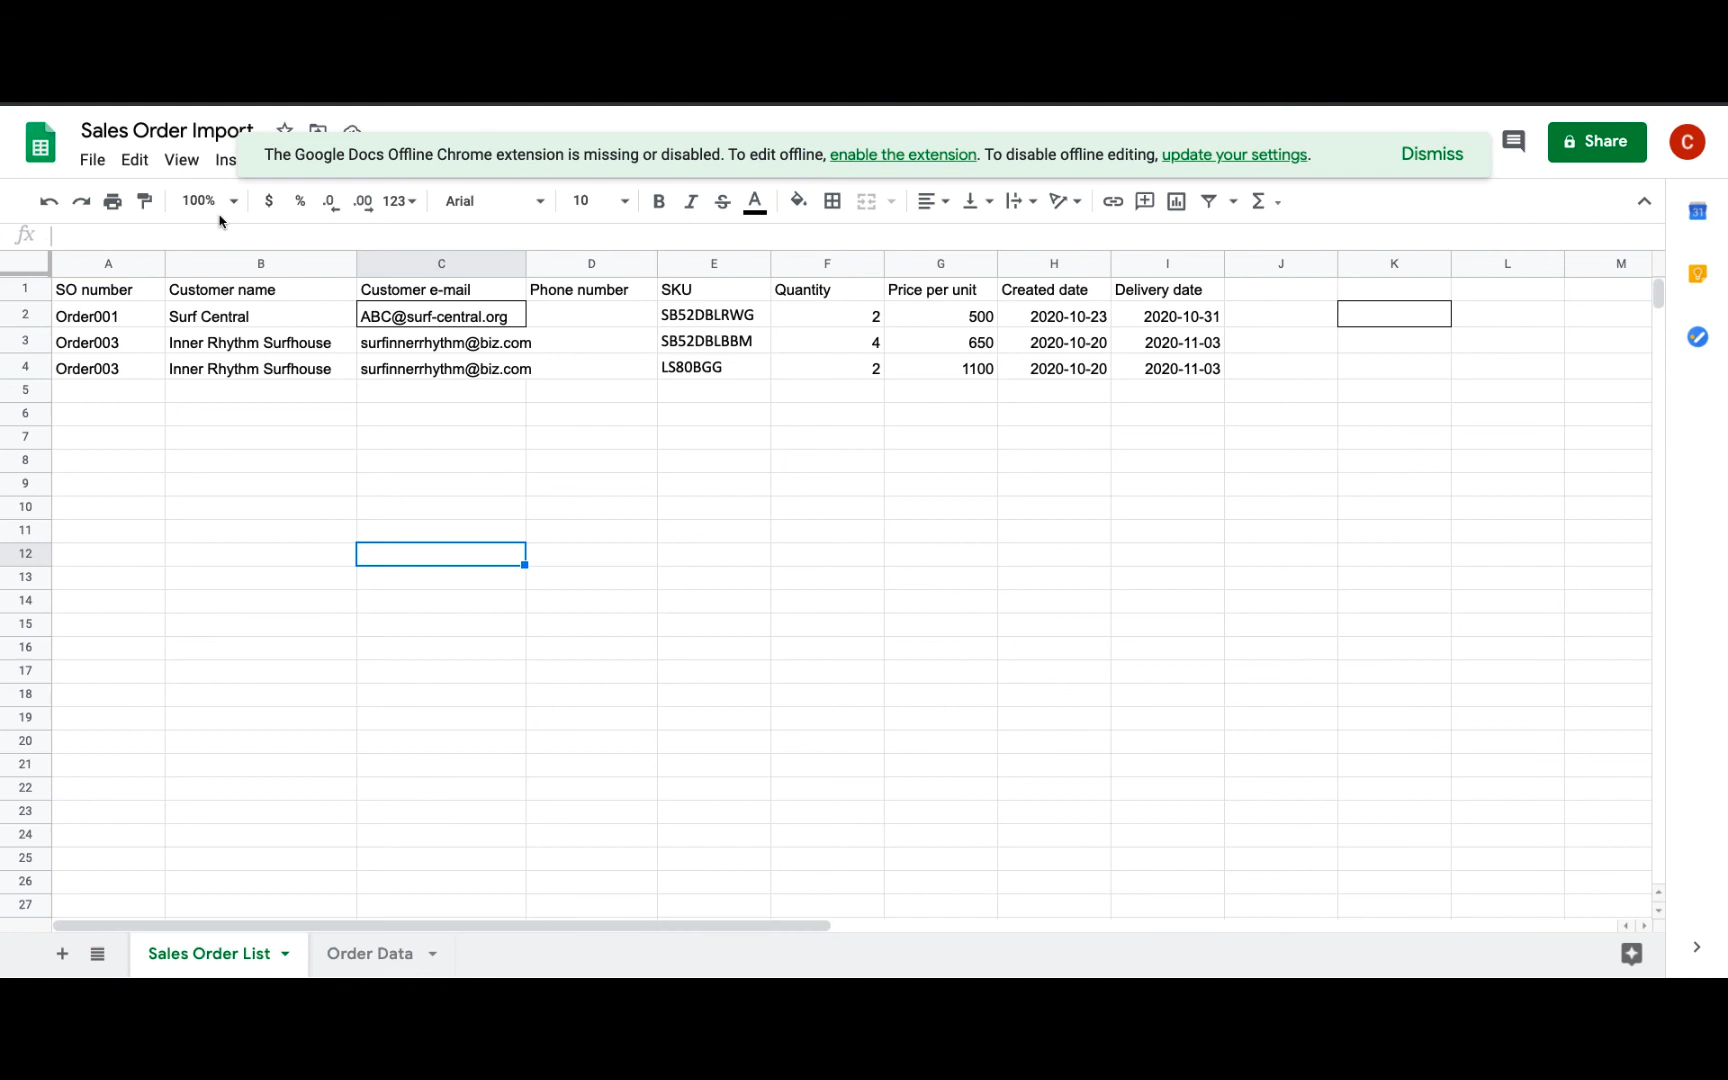 Sales Order Import
File Edit View Ins
The Google Docs Offline Chrome extension is missing or disabled. To edit offline, enable the extension. To disable offline editing, update your settings. Dismiss
Share
C
100% $ % .0 .00 123 Arial 10 B I S A Σ
31
fx
A B C D E F G H I J K L M
1 SO number Customer name Customer e-mail Phone number SKU Quantity Price per unit Created date Delivery date
2 Order001 Surf Central ABC@surf-central.org SB52DBLRWG 2 500 2020-10-23 2020-10-31
3 Order003 Inner Rhythm Surfhouse surfinnerrhythm@biz.com SB52DBLBBM 4 650 2020-10-20 2020-11-03
4 Order003 Inner Rhythm Surfhouse surfinnerrhythm@biz.com LS80BGG 2 1100 2020-10-20 2020-11-03
5
6
7
8
9
10
11
12
13
14
15
16
17
18
19
20
21
22
23
24
25
26
27
Sales Order List Order Data